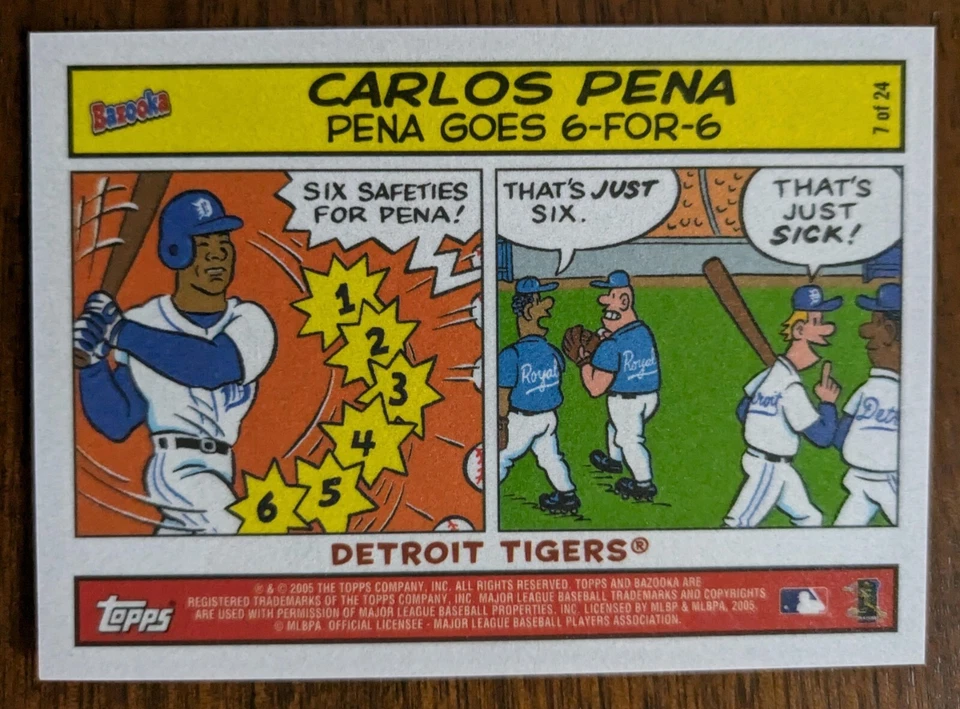 Bazooka
CARLOS PENA
PENA GOES 6-FOR-6
7 of 24
SIX SAFETIES
FOR PENA!
1
2
3
4
5
6
THAT'S JUST
SIX.
THAT'S
JUST
SICK!
Royal
Royal
troit
Det
DETROIT TIGERS®
topps
® & © 2005 THE TOPPS COMPANY, INC. ALL RIGHTS RESERVED. TOPPS AND BAZOOKA ARE
REGISTERED TRADEMARKS OF THE TOPPS COMPANY, INC. MAJOR LEAGUE BASEBALL TRADEMARKS AND COPYRIGHTS
ARE USED WITH PERMISSION OF MAJOR LEAGUE BASEBALL PROPERTIES, INC. LICENSED BY MLBP & MLBPA, 2005.
© MLBPA OFFICIAL LICENSEE - MAJOR LEAGUE BASEBALL PLAYERS ASSOCIATION.